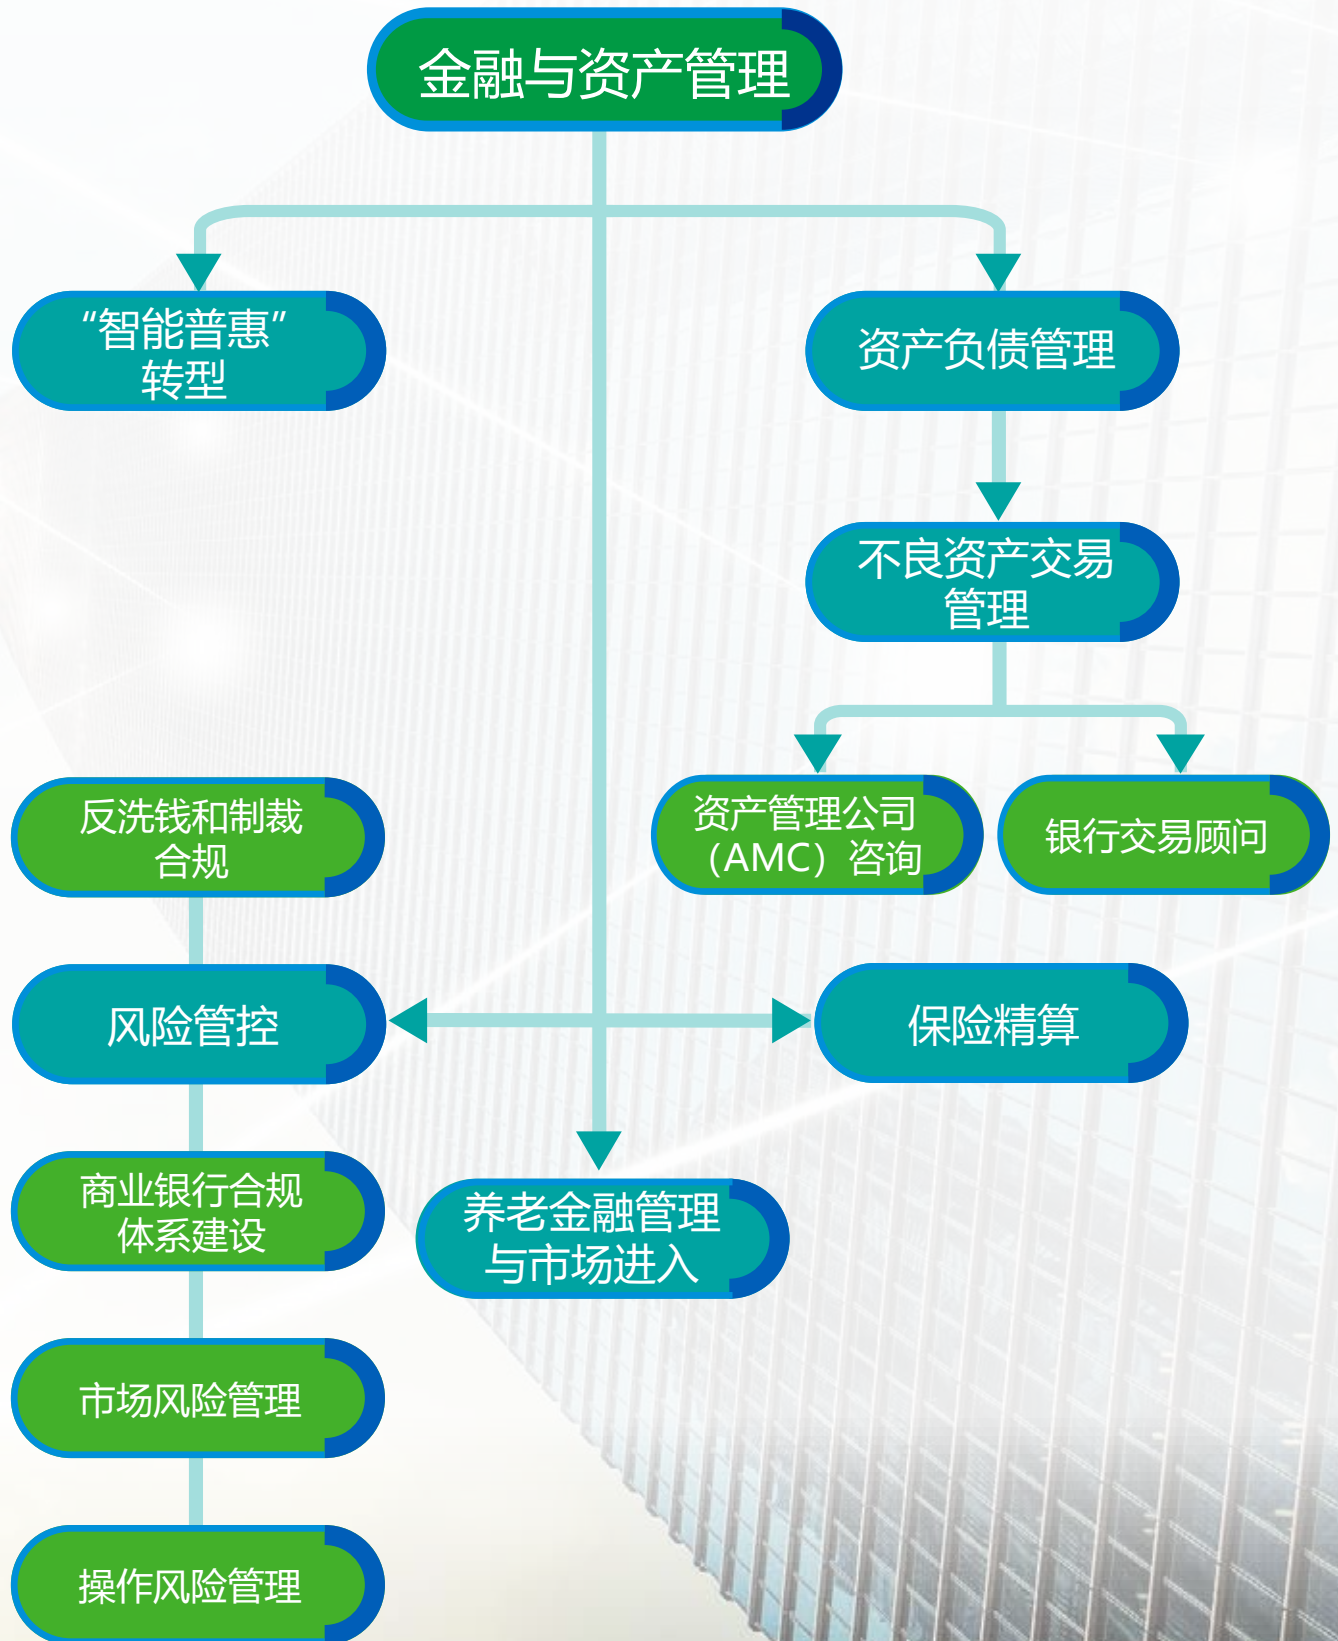 金融与资产管理
“智能普惠”
转型
资产负债管理
不良资产交易
管理
资产管理公司
（AMC）咨询
银行交易顾问
反洗钱和制裁
合规
风险管控
保险精算
商业银行合规
体系建设
养老金融管理
与市场进入
市场风险管理
操作风险管理